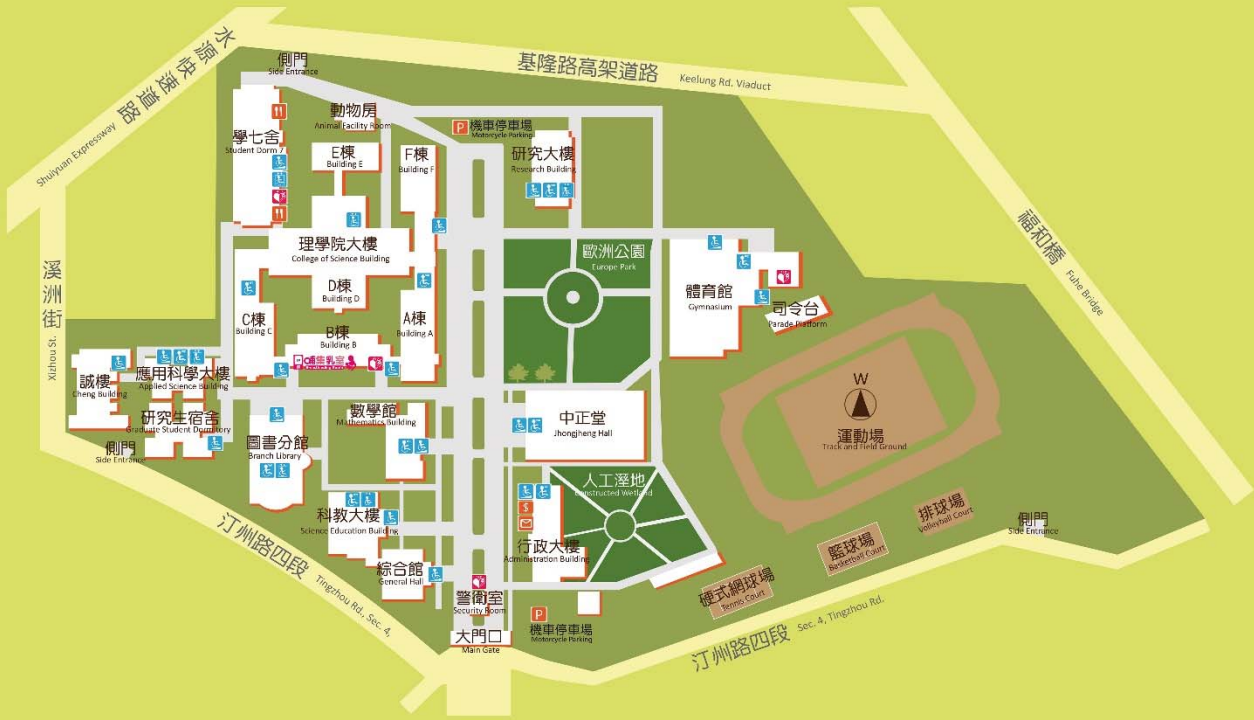 水源快速道路
Shuiyuan Expressway
側門
Side Entrance
基隆路高架道路
Keelung Rd. Viaduct
動物房
Animal Facility Room
P
機車停車場
Motorcycle Parking
學七舍
Student Dorm 7
E棟
Building E
F棟
Building F
研究大樓
Research Building
福和橋
Fuhe Bridge
理學院大樓
College of Science Building
歐洲公園
Europe Park
溪洲街
Xizhou St.
D棟
Building D
體育館
Gymnasium
司令台
Parade Platform
C棟
Building C
B棟
Building B
A棟
Building A
哺集乳室
誠樓
Cheng Building
應用科學大樓
Applied Science Building
研究生宿舍
Graduate Student Dormitory
側門
Side Entrance
圖書分館
Branch Library
數學館
Mathematics Building
中正堂
Jhongjheng Hall
W
運動場
Track and Field Ground
人工溼地
Constructed Wetland
科教大樓
Science Education Building
$
行政大樓
Administration Building
排球場
Volleyball Court
籃球場
Basketball Court
側門
Side Entrance
綜合館
General Hall
硬式網球場
Tennis Court
警衛室
Security Room
P
機車停車場
Motorcycle Parking
大門口
Main Gate
汀州路四段
Tingzhou Rd., Sec. 4,
汀州路四段
Sec. 4, Tingzhou Rd.